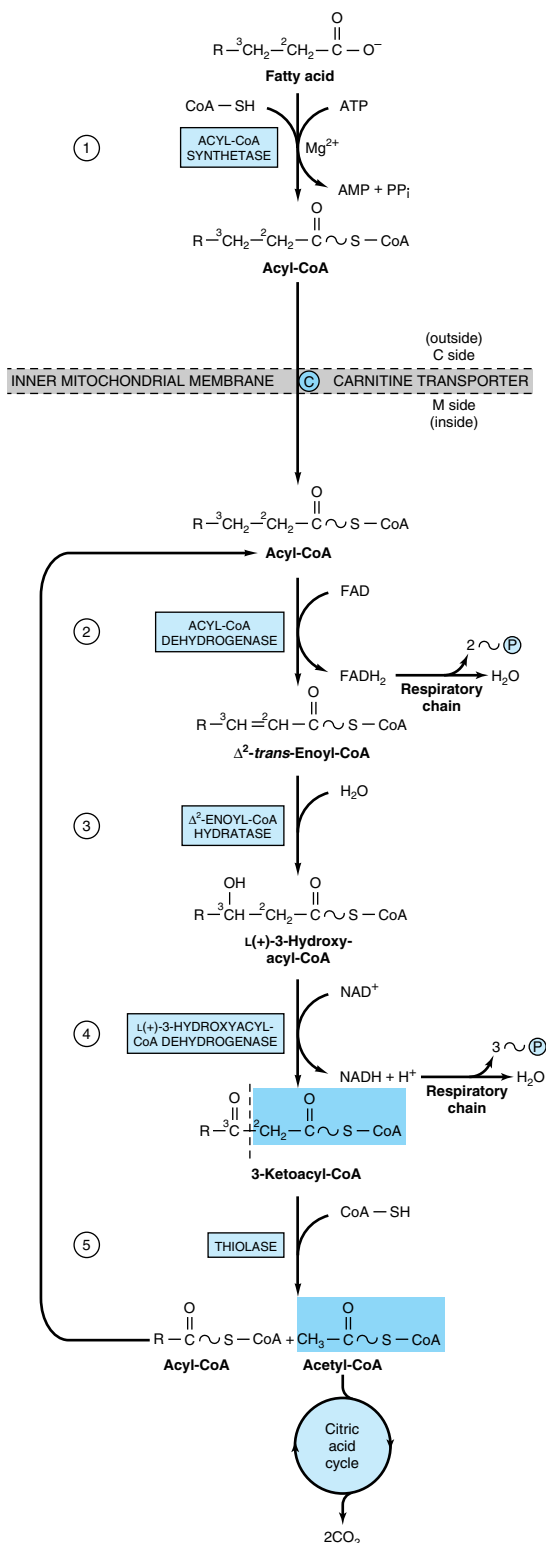 O
R — ³CH₂ — ²CH₂ — C — O⁻
Fatty acid
CoA — SH ATP
1 ACYL-CoA SYNTHETASE Mg²⁺
AMP + PPi
O
R — ³CH₂ — ²CH₂ — C ~ S — CoA
Acyl-CoA
(outside)
C side
INNER MITOCHONDRIAL MEMBRANE C CARNITINE TRANSPORTER
M side
(inside)
O
R — ³CH₂ — ²CH₂ — C ~ S — CoA
Acyl-CoA
FAD
2 ACYL-CoA DEHYDROGENASE
2 ~ P
FADH₂ H₂O
Respiratory
chain
O
R — ³CH = ²CH — C ~ S — CoA
Δ²-trans-Enoyl-CoA
H₂O
3 Δ²-ENOYL-CoA HYDRATASE
OH O
R — ³CH — ²CH₂ — C ~ S — CoA
L(+)-3-Hydroxy-
acyl-CoA
NAD⁺
4 L(+)-3-HYDROXYACYL-CoA DEHYDROGENASE
3 ~ P
NADH + H⁺ H₂O
Respiratory
chain
O O
R — ³C — ²CH₂ — C ~ S — CoA
3-Ketoacyl-CoA
CoA — SH
5 THIOLASE
O O
R — C ~ S — CoA + CH₃ — C ~ S — CoA
Acyl-CoA Acetyl-CoA
Citric
acid
cycle
2CO₂